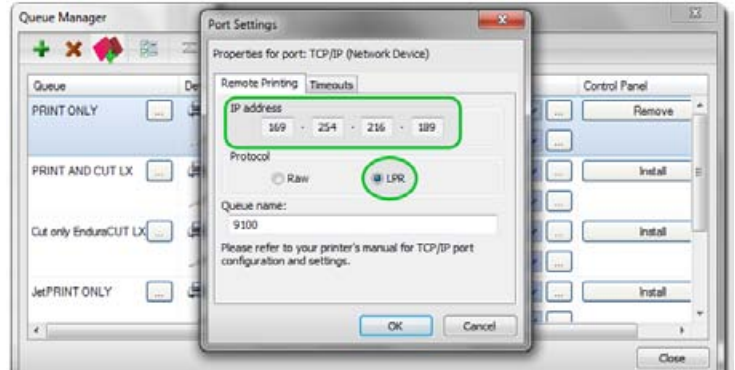 Queue Manager
Port Settings
Properties for port: TCP/IP (Network Device)
Remote Printing Timeouts
IP address
169 . 254 . 216 . 189
Protocol
Raw LPR
Queue name:
9100
Please refer to your printer's manual for TCP/IP port
configuration and settings.
OK Cancel
Queue De Control Panel
PRINT ONLY ... ... Remove
...
PRINT AND CUT LX ... ... Install
...
Cut only EnduraCUT LX ... ... Install
...
JetPRINT ONLY ... ... Install
Close